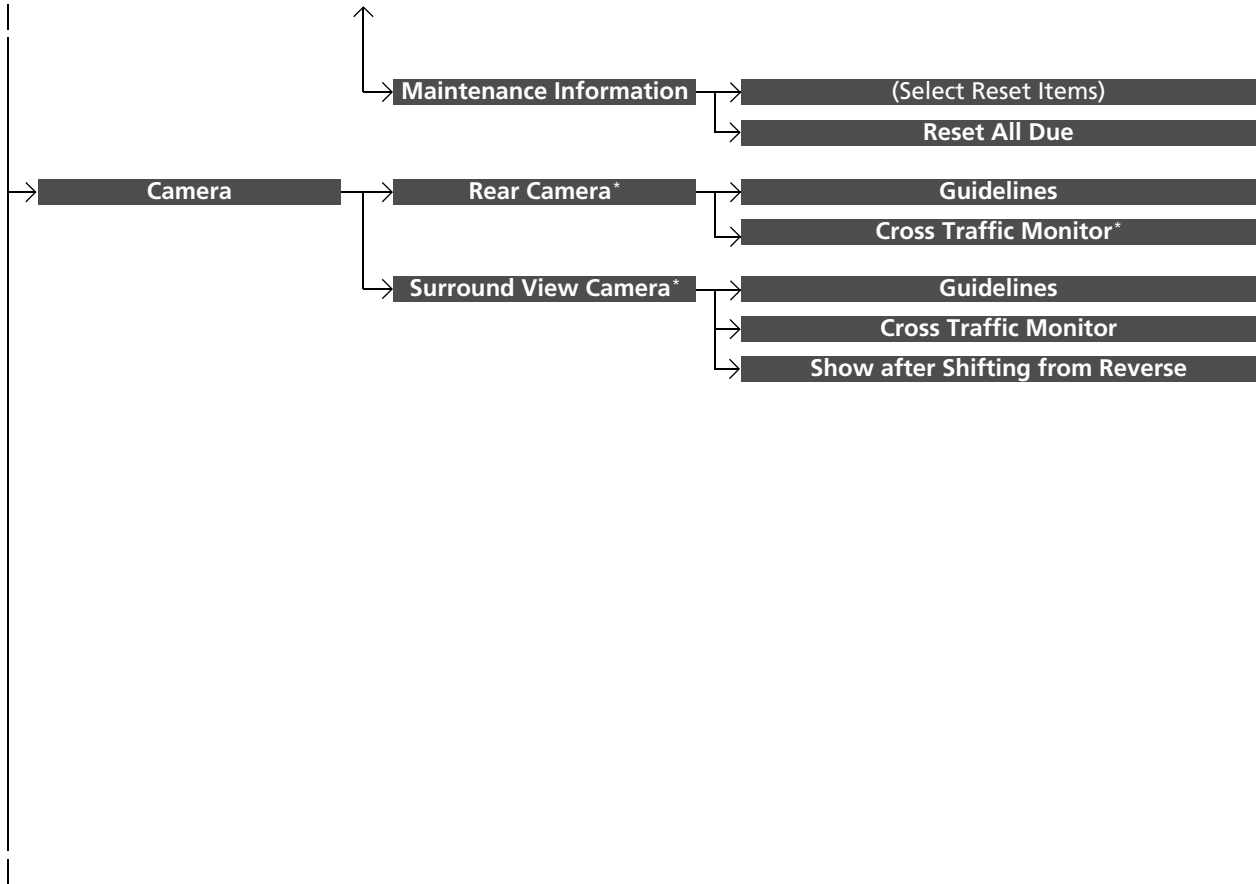 Maintenance Information
(Select Reset Items)
Reset All Due
Camera
Rear Camera*
Guidelines
Cross Traffic Monitor*
Surround View Camera*
Guidelines
Cross Traffic Monitor
Show after Shifting from Reverse